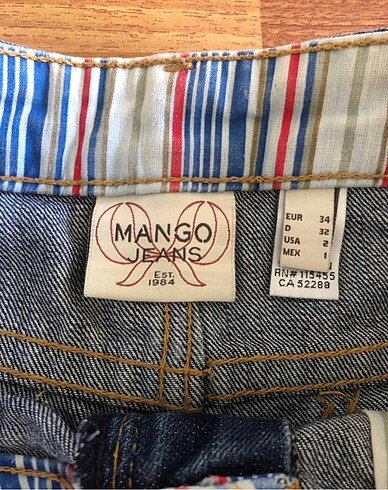 MANGO
JEANS
EST.
1984
EUR 34
D 32
USA 2
MEX 1
RN# 115455
CA 52288